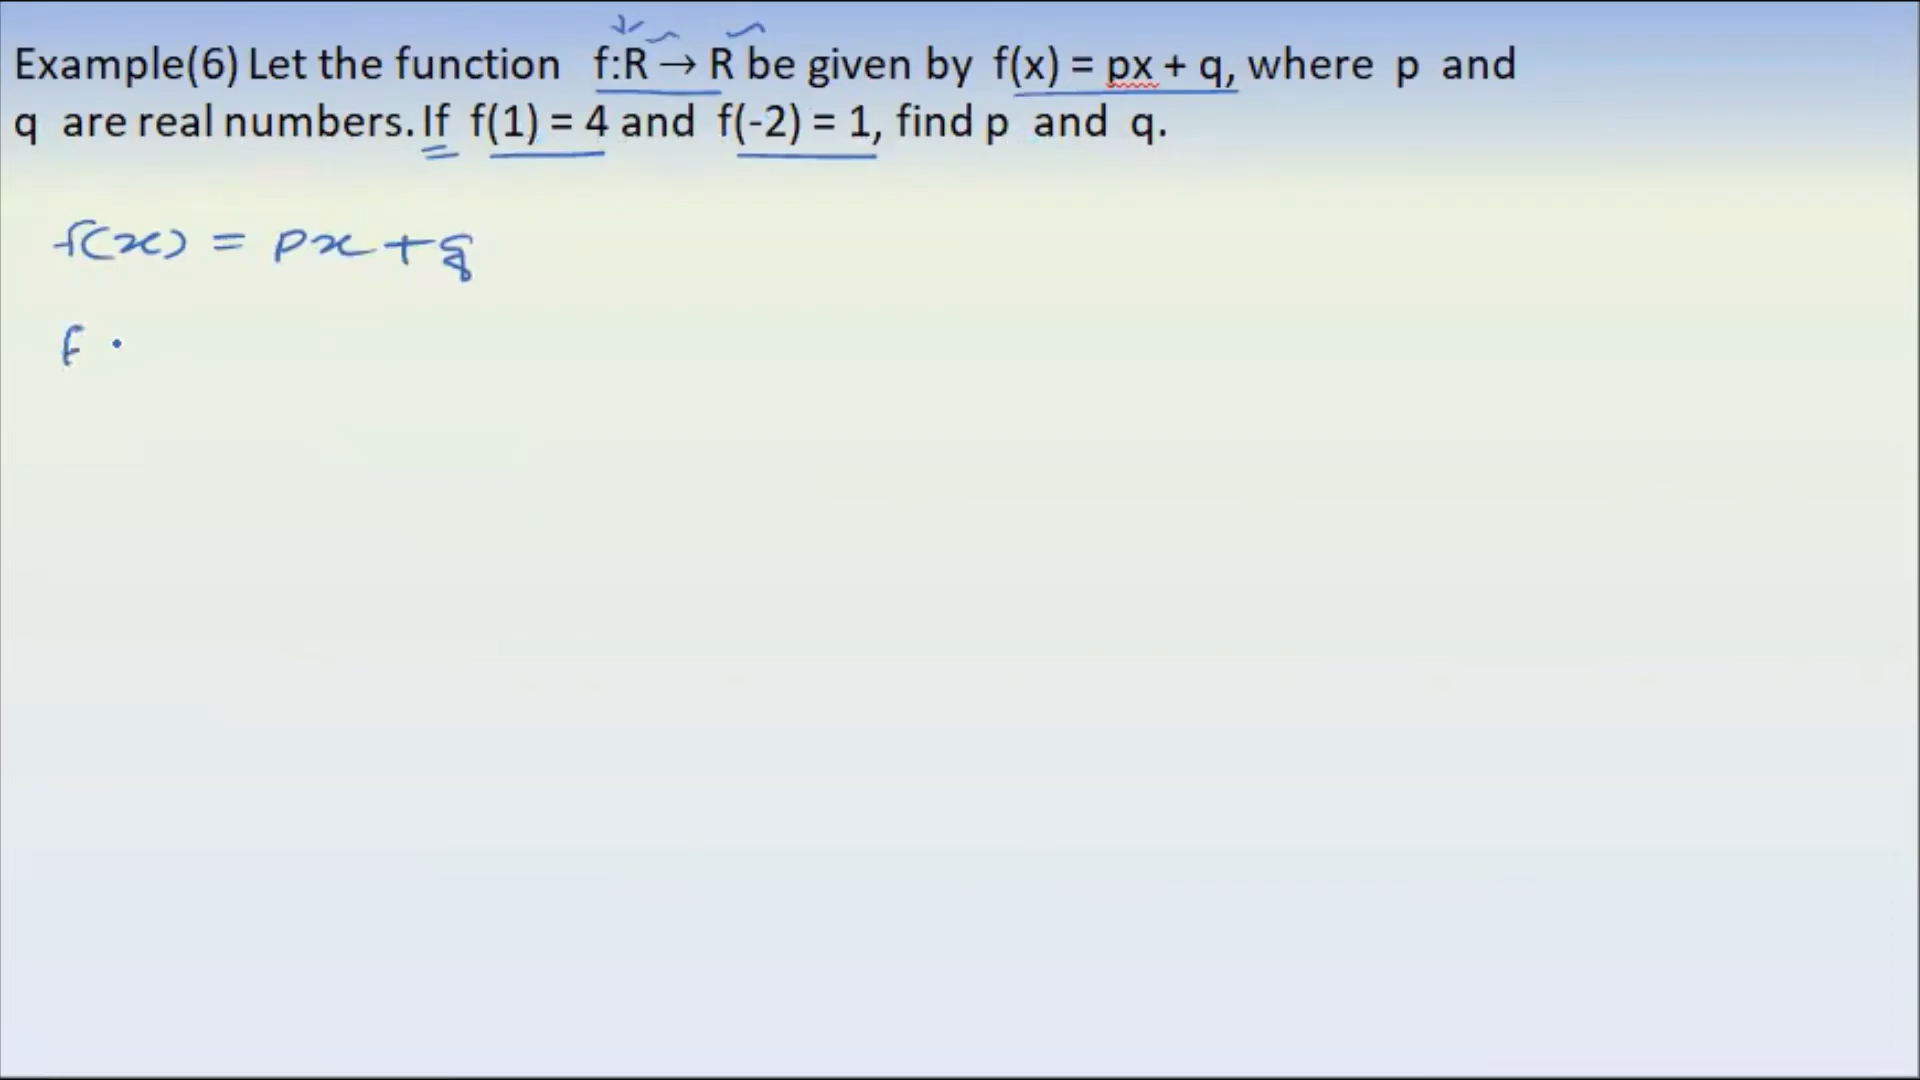 Example(6) Let the function f:R → R be given by f(x) = px + q, where p and
q are real numbers. If f(1) = 4 and f(-2) = 1, find p and q.
f(x) = px + q
f